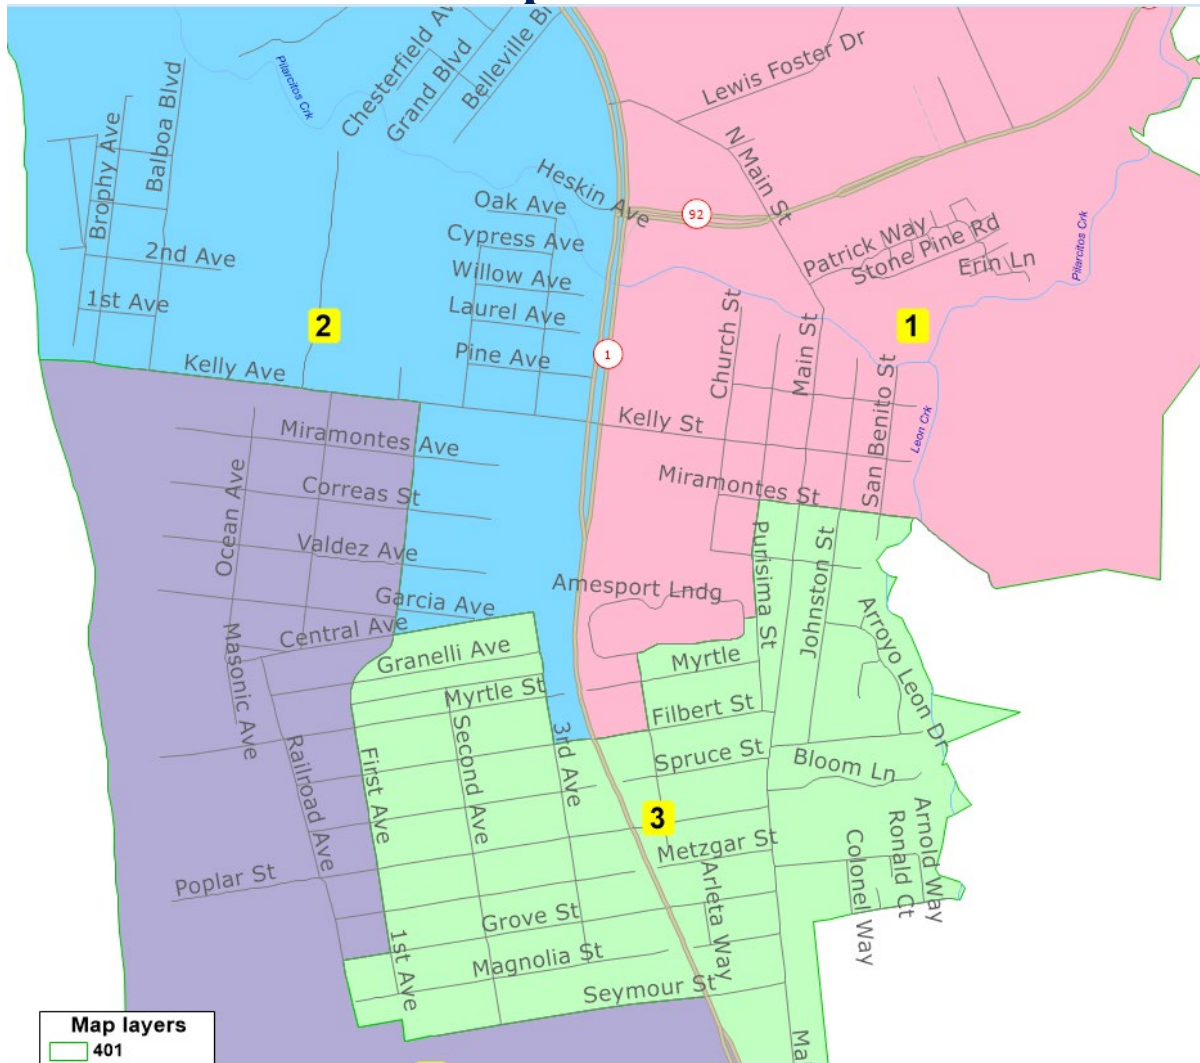 Chesterfield Av
Grand Blvd
Belleville Bl
Lewis Foster Dr
Pilarcitos Crk
Balboa Blvd
Brophy Ave
N Main St
Heskin Ave
Oak Ave
92
Cypress Ave
Patrick Way
Stone Pine Rd
Erin Ln
Pilarcitos Crk
2nd Ave
Willow Ave
1st Ave
Laurel Ave
2
1
1
Church St
Main St
Pine Ave
Kelly Ave
San Benito St
Leon Crk
Kelly St
Miramontes Ave
Miramontes St
Correas St
Ocean Ave
Valdez Ave
Purisima St
Johnston St
Amesport Lndg
Garcia Ave
Central Ave
Arroyo Leon Dr
Masonic Ave
Granelli Ave
Myrtle
Myrtle St
Filbert St
Second Ave
3rd Ave
Spruce St
Bloom Ln
Railroad Ave
First Ave
3
Metzgar St
Arnold Way
Ronald Ct
Colonel Way
Arleta Way
Poplar St
Grove St
1st Ave
Magnolia St
Seymour St
Ma
Map layers
401